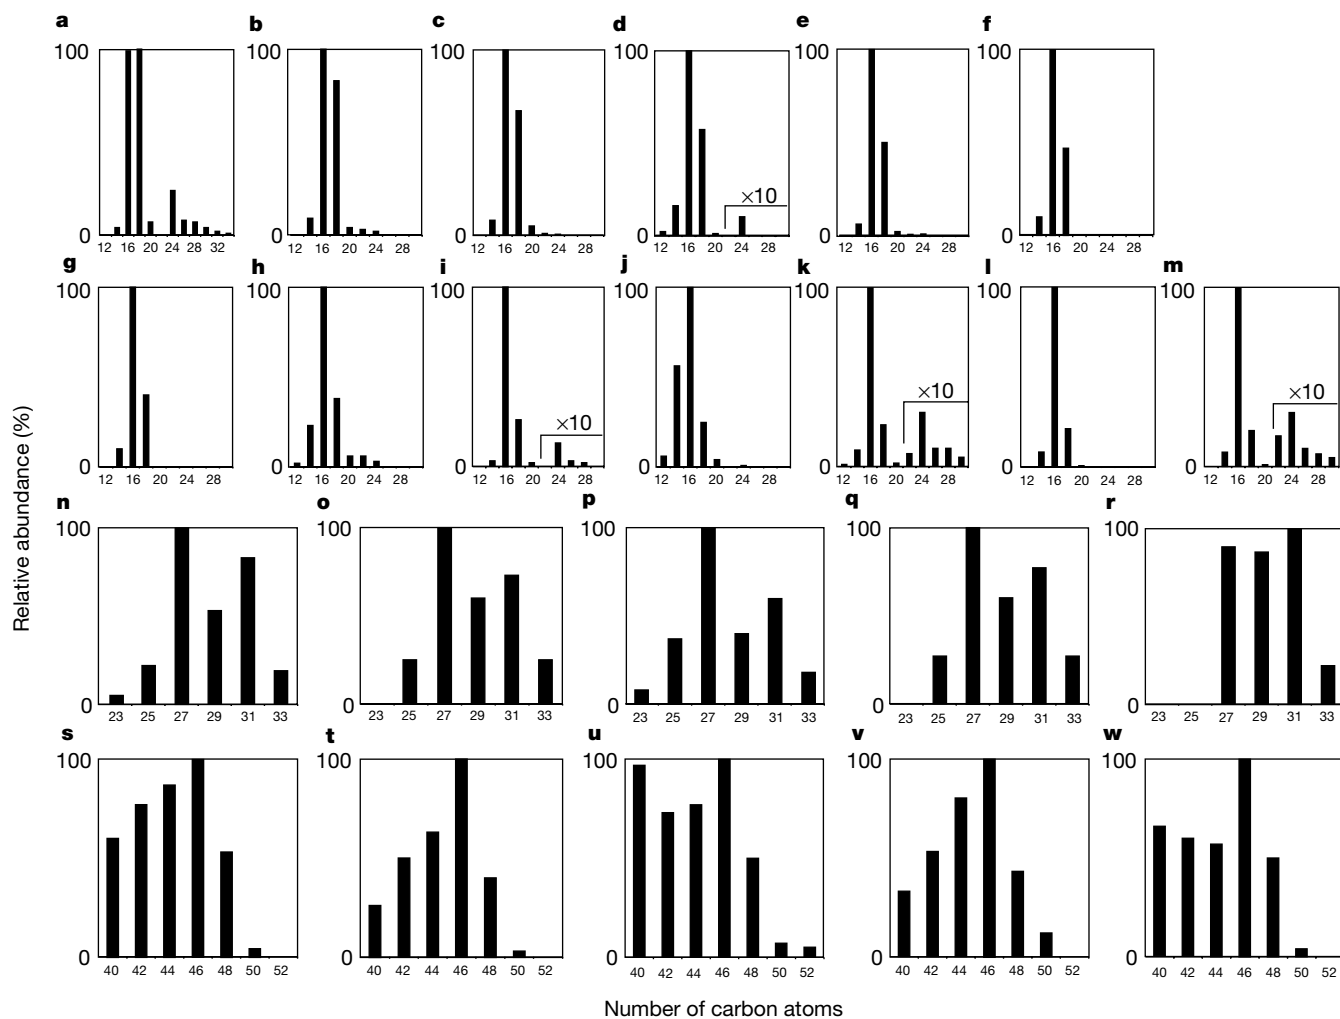 a b c d e f
100 100 100 100 100 100
×10
0 0 0 0 0 0
12 16 20 24 28 32 12 16 20 24 28 12 16 20 24 28 12 16 20 24 28 12 16 20 24 28 12 16 20 24 28
g h i j k l m
100 100 100 100 100 100 100
×10 ×10 ×10
0 0 0 0 0 0 0
12 16 20 24 28 12 16 20 24 28 12 16 20 24 28 12 16 20 24 28 12 16 20 24 28 12 16 20 24 28 12 16 20 24 28
Relative abundance (%)
n o p q r
100 100 100 100 100
0 0 0 0 0
23 25 27 29 31 33 23 25 27 29 31 33 23 25 27 29 31 33 23 25 27 29 31 33 23 25 27 29 31 33
s t u v w
100 100 100 100 100
0 0 0 0 0
40 42 44 46 48 50 52 40 42 44 46 48 50 52 40 42 44 46 48 50 52 40 42 44 46 48 50 52 40 42 44 46 48 50 52
Number of carbon atoms